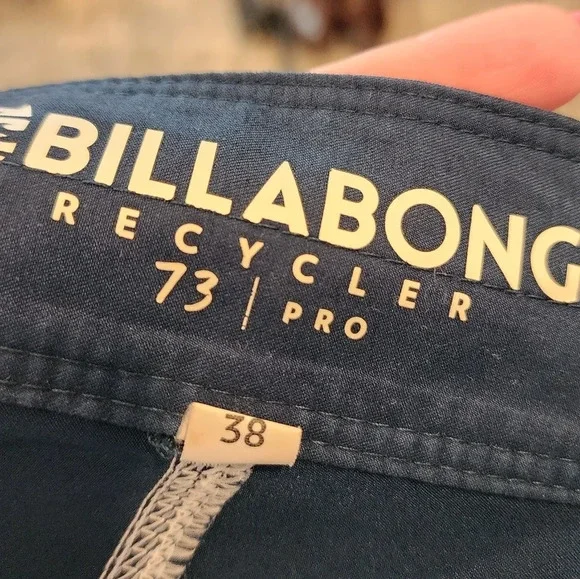 BILLABONG
RECYCLER
73 | PRO
38